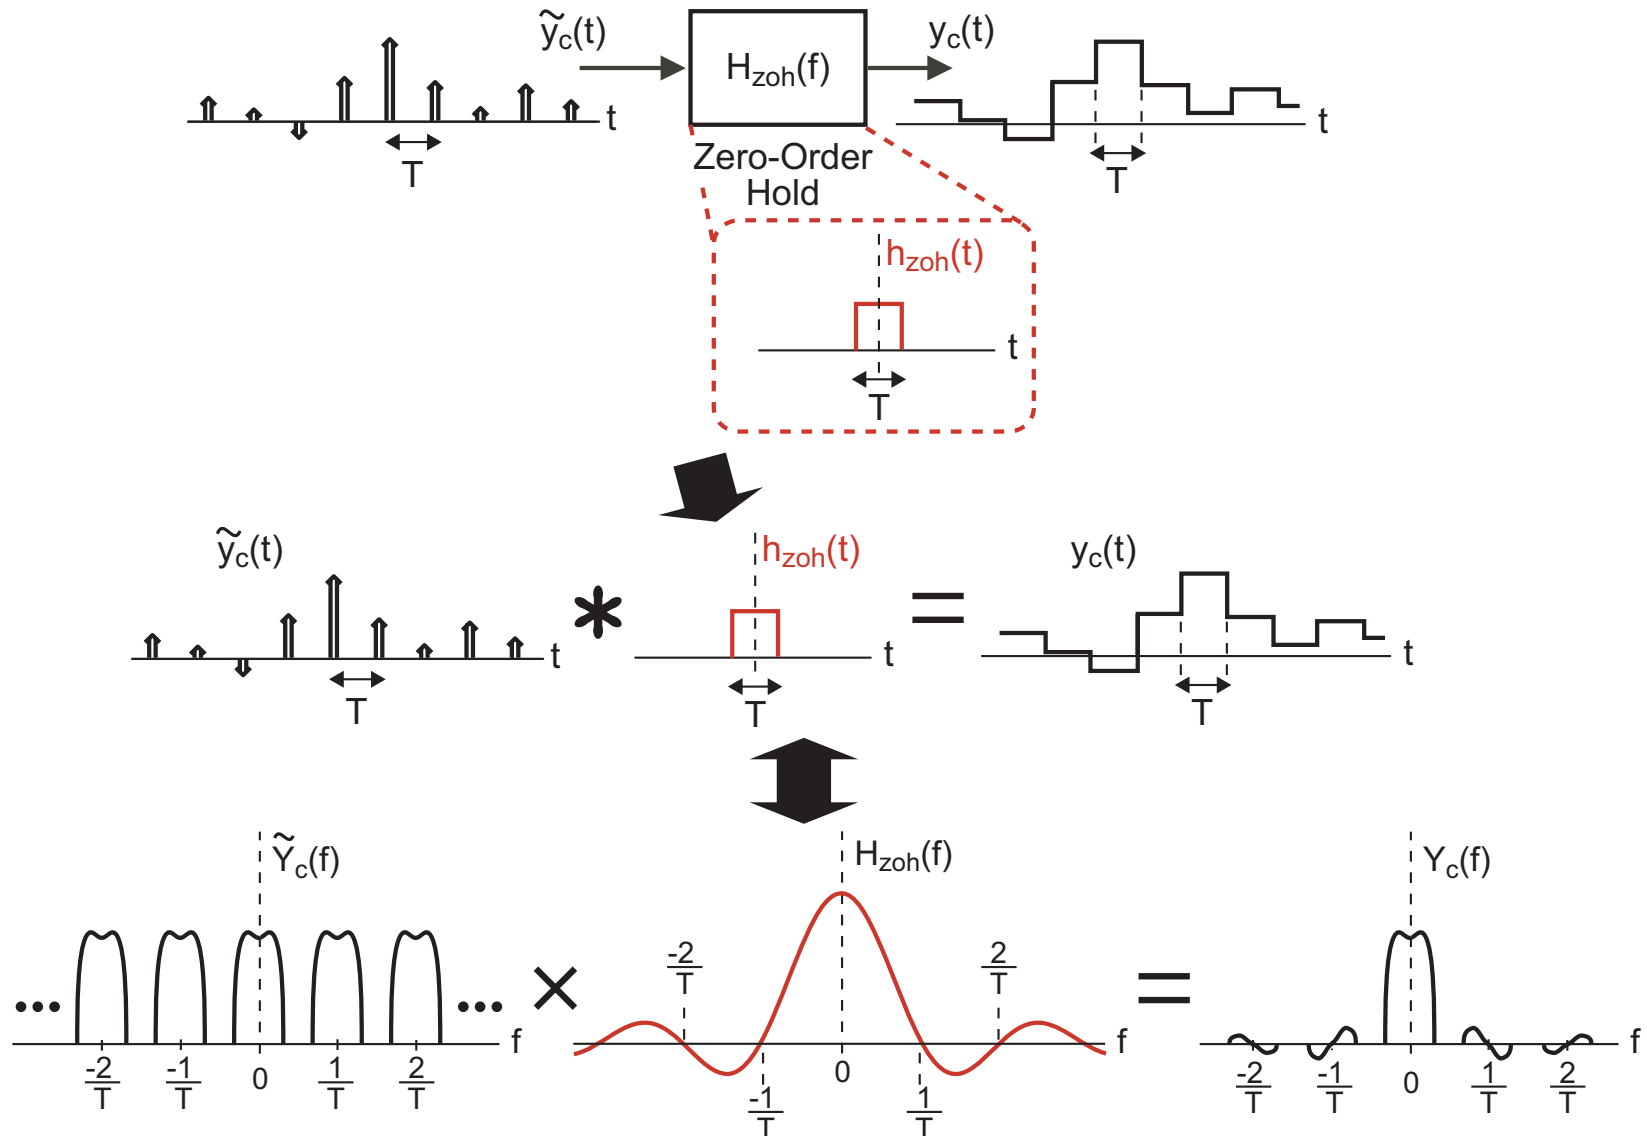 ỹc(t)
yc(t)
Hzoh(f)
t
t
T
Zero-Order
Hold
T
hzoh(t)
t
T
ỹc(t)
hzoh(t)
yc(t)
*
=
t
t
t
T
T
T
Ỹc(f)
Hzoh(f)
Yc(f)
-2/T
2/T
...
...
×
=
f
f
f
-2/T
-1/T
0
1/T
2/T
-1/T
0
1/T
-2/T
-1/T
0
1/T
2/T